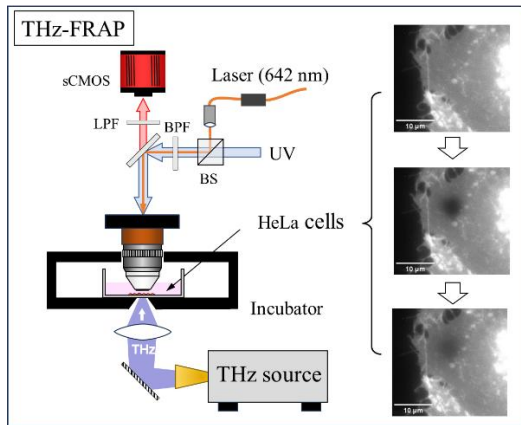 THz-FRAP
sCMOS
Laser (642 nm)
LPF
BPF
UV
BS
HeLa cells
Incubator
THz
THz source
10 μm
10 μm
10 μm